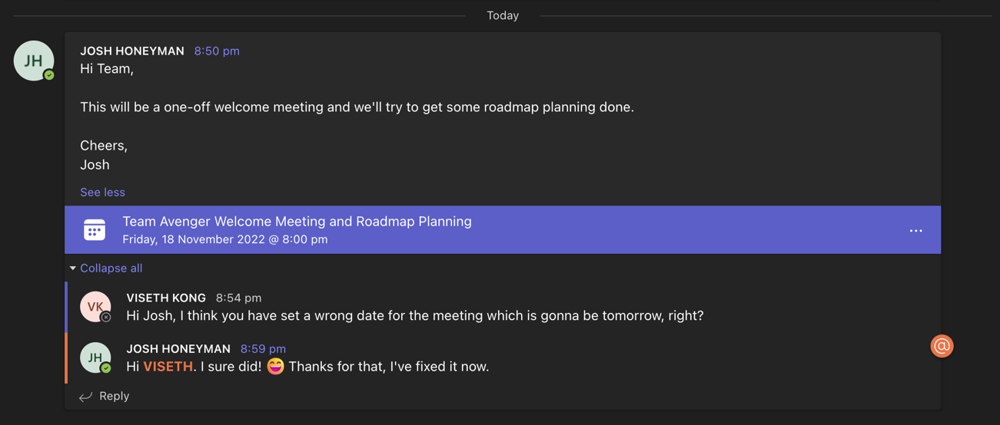 Today
JH
JOSH HONEYMAN 8:50 pm
Hi Team,
This will be a one-off welcome meeting and we'll try to get some roadmap planning done.
Cheers,
Josh
See less
Team Avenger Welcome Meeting and Roadmap Planning
Friday, 18 November 2022 @ 8:00 pm
Collapse all
VK
VISETH KONG 8:54 pm
Hi Josh, I think you have set a wrong date for the meeting which is gonna be tomorrow, right?
JH
JOSH HONEYMAN 8:59 pm
Hi VISETH. I sure did! 😄 Thanks for that, I've fixed it now.
@
Reply